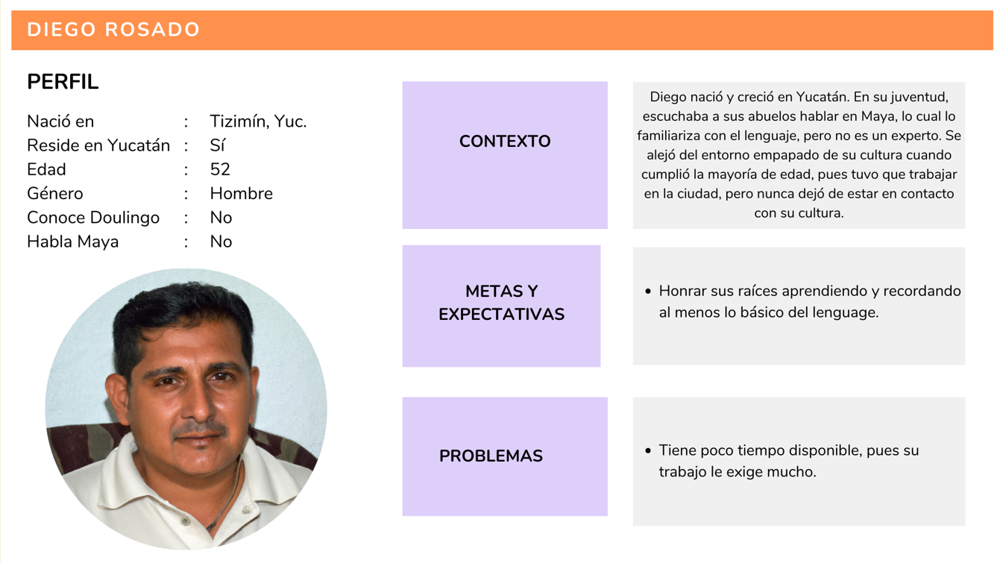 DIEGO ROSADO
PERFIL
Nació en : Tizimín, Yuc.
Reside en Yucatán : Sí
Edad : 52
Género : Hombre
Conoce Doulingo : No
Habla Maya : No
CONTEXTO
Diego nació y creció en Yucatán. En su juventud,
escuchaba a sus abuelos hablar en Maya, lo cual lo
familiariza con el lenguaje, pero no es un experto. Se
alejó del entorno empapado de su cultura cuando
cumplió la mayoría de edad, pues tuvo que trabajar
en la ciudad, pero nunca dejó de estar en contacto
con su cultura.
METAS Y
EXPECTATIVAS
• Honrar sus raíces aprendiendo y recordando
al menos lo básico del lenguage.
PROBLEMAS
• Tiene poco tiempo disponible, pues su
trabajo le exige mucho.